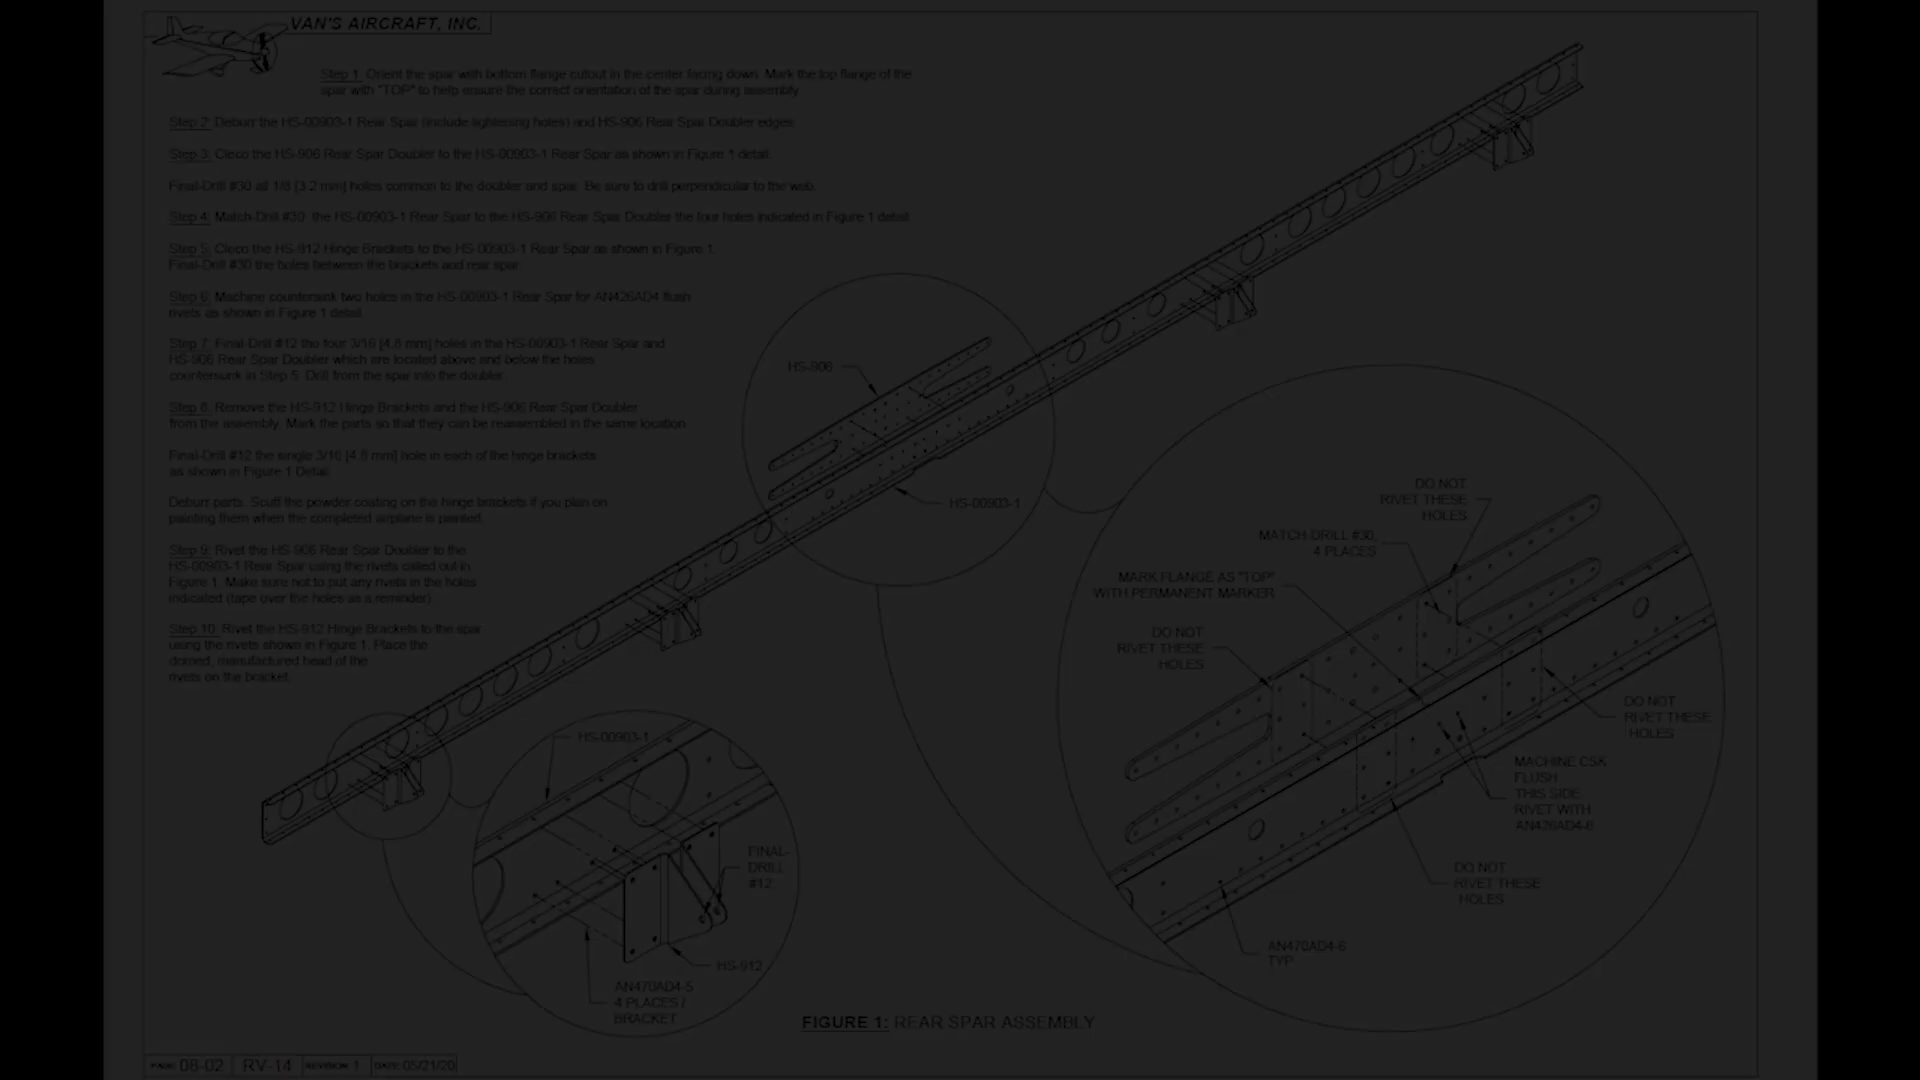 VAN'S AIRCRAFT, INC.
Step 1: Orient the spar with bottom flange cutout in the center facing down. Mark the top flange of the
spar with "TOP" to help ensure the correct orientation of the spar during assembly.
Step 2: Deburr the HS-00903-1 Rear Spar (include lightening holes) and HS-906 Rear Spar Doubler edges.
Step 3: Cleco the HS-906 Rear Spar Doubler to the HS-00903-1 Rear Spar as shown in Figure 1 detail.
Final-Drill #30 all 1/8 [3.2 mm] holes common to the doubler and spar. Be sure to drill perpendicular to the web.
Step 4: Match-Drill #30, the HS-00903-1 Rear Spar to the HS-906 Rear Spar Doubler the four holes indicated in Figure 1 detail.
Step 5: Cleco the HS-912 Hinge Brackets to the HS-00903-1 Rear Spar as shown in Figure 1.
Final-Drill #30 the holes between the brackets and rear spar.
Step 6: Machine countersink two holes in the HS-00903-1 Rear Spar for AN426AD4 flush
rivets as shown in Figure 1 detail.
Step 7: Final-Drill #12 the four 3/16 [4.8 mm] holes in the HS-00903-1 Rear Spar and
HS-906 Rear Spar Doubler which are located above and below the holes
countersunk in Step 5. Drill from the spar into the doubler.
Step 8: Remove the HS-912 Hinge Brackets and the HS-906 Rear Spar Doubler
from the assembly. Mark the parts so that they can be reassembled in the same location.
Final-Drill #12 the single 3/16 [4.8 mm] hole in each of the hinge brackets
as shown in Figure 1 Detail.
Deburr parts. Scuff the powder coating on the hinge brackets if you plan on
painting them when the completed airplane is painted.
Step 9: Rivet the HS-906 Rear Spar Doubler to the
HS-00903-1 Rear Spar using the rivets called out in
Figure 1. Make sure not to put any rivets in the holes
indicated (tape over the holes as a reminder).
Step 10: Rivet the HS-912 Hinge Brackets to the spar
using the rivets shown in Figure 1. Place the
domed, manufactured head of the
rivets on the bracket.
HS-906
HS-00903-1
DO NOT
RIVET THESE
HOLES
MATCH-DRILL #30,
4 PLACES
MARK FLANGE AS "TOP"
WITH PERMANENT MARKER
DO NOT
RIVET THESE
HOLES
DO NOT
RIVET THESE
HOLES
MACHINE CSK
FLUSH
THIS SIDE,
RIVET WITH
AN426AD4-6
DO NOT
RIVET THESE
HOLES
AN470AD4-6
TYP
HS-00903-1
FINAL-
DRILL
#12
HS-912
AN470AD4-5
4 PLACES /
BRACKET
FIGURE 1: REAR SPAR ASSEMBLY
PAGE: 08-02 RV-14 REVISION: 1 DATE: 05/21/20